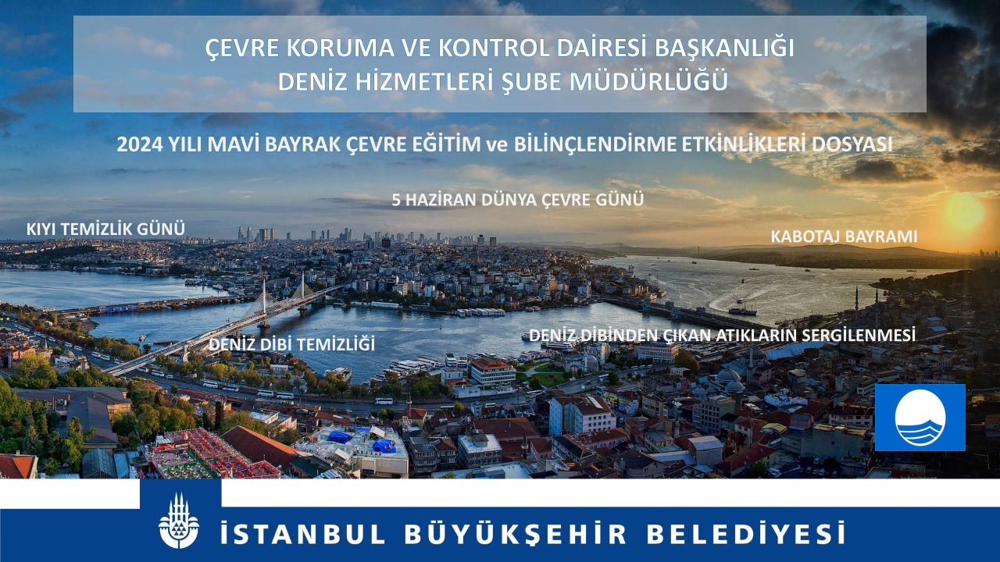 ÇEVRE KORUMA VE KONTROL DAİRESİ BAŞKANLIĞI
DENİZ HİZMETLERİ ŞUBE MÜDÜRLÜĞÜ
2024 YILI MAVİ BAYRAK ÇEVRE EĞİTİM ve BİLİNÇLENDİRME ETKİNLİKLERİ DOSYASI
5 HAZİRAN DÜNYA ÇEVRE GÜNÜ
KIYI TEMİZLİK GÜNÜ
KABOTAJ BAYRAMI
DENİZ DİBİ TEMİZLİĞİ
DENİZ DİBİNDEN ÇIKAN ATIKLARIN SERGİLENMESİ
İSTANBUL BÜYÜKŞEHİR BELEDİYESİ